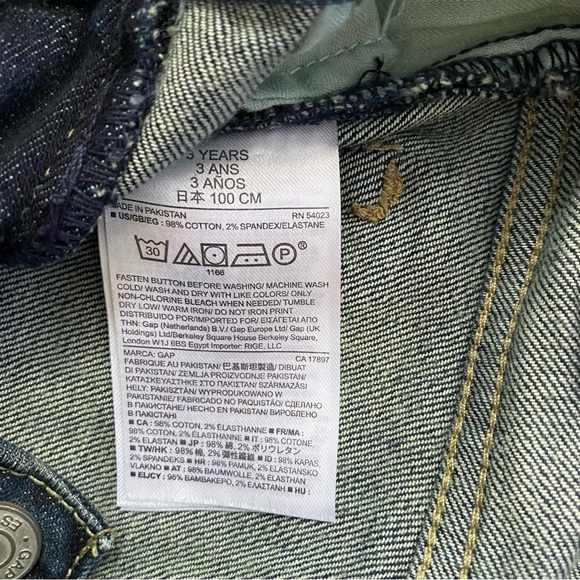 3 YEARS
3 ANS
3 AÑOS
日本 100 CM
MADE IN PAKISTAN RN 54023
■ US/GB/EG : 98% COTTON, 2% SPANDEX/ELASTANE
30 P
1166
FASTEN BUTTON BEFORE WASHING/ MACHINE WASH
COLD/ WASH AND DRY WITH LIKE COLORS/ ONLY
NON-CHLORINE BLEACH WHEN NEEDED/ TUMBLE
DRY LOW/ WARM IRON/ DO NOT IRON PRINT
DISTRIBUIDO POR/IMPORTED FOR/ ΕΙΣΑΓΕΤΑΙ ΑΠΟ
ΤΗΝ: Gap (Netherlands) B.V./ Gap Europe Ltd/ Gap (UK
Holdings) Ltd/Berkeley Square House Berkeley Square,
London W1J 6BS Egypt Importer: RIGE, LLC
MARCA: GAP CA 17897
FABRIQUE AU PAKISTAN/ 巴基斯坦製造/ DIBUAT
DI PAKISTAN/ ZEMLJA PROIZVODNJE PAKISTAN/
ΚΑΤΑΣΚΕΥΑΣΤΗΚΕ ΣΤΟ ΠΑΚΙΣΤΑΝ/ SZÁRMAZÁSI
HELY: PAKISZTÁN/ WYPRODUKOWANO W
PAKISTANIE/ FABRICADO NO PAQUISTÃO/ СДЕЛАНО
В ПАКИСТАНЕ/ HECHO EN PAKISTÁN/ ВИРОБЛЕНО
В ПАКИСТАНІ
■ CA : 98% COTTON, 2% ÉLASTHANNE ■ FR/MA :
98% COTON, 2% ÉLASTHANNE ■ IT : 98% COTONE,
2% ELASTAN ■ JP : 98% 綿, 2% ポリウレタン
■ TW/HK : 98% 棉, 2% 彈性纖維 ■ ID : 98% KAPAS,
2% SPANDEKS ■ HR : 98% PAMUK, 2% ELASTANSKO
VLAKNO ■ AT : 98% BAUMWOLLE, 2% ELASTHAN
■ EL/CY : 98% ΒΑΜΒΑΚΕΡΟ, 2% ΕΛΑΣΤΑΝΗ ■ HU :
GAP
ES